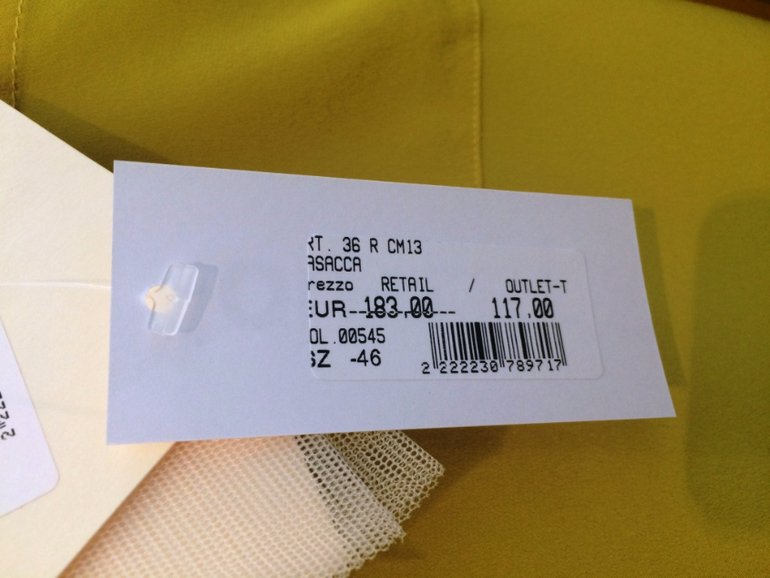 RT. 36 R CM13
ASACCA
rezzo RETAIL / OUTLET-T
EUR--183,00--- 117,00
OL.00545
SZ -46
2 222230 789717